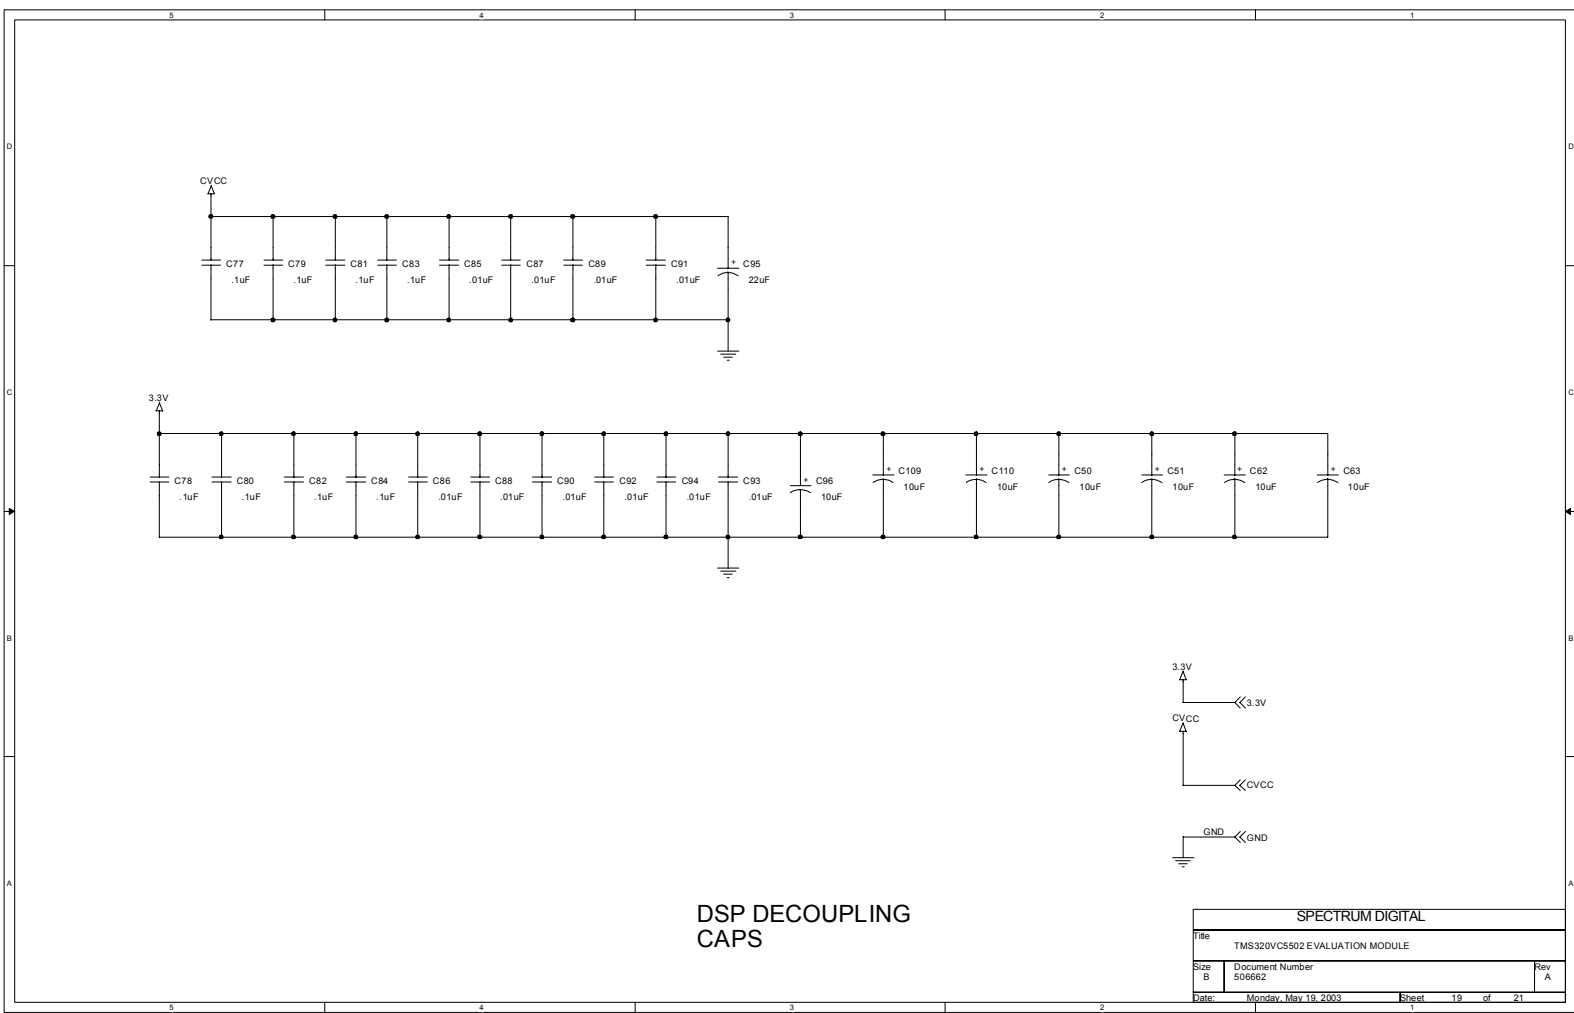 5 4 3 2 1
D D
CVCC
C77 C79 C81 C83 C85 C87 C89 C91 + C95
.1uF .1uF .1uF .1uF .01uF .01uF .01uF .01uF 22uF
C C
3.3V
C78 C80 C82 C84 C86 C88 C90 C92 C94 C93 + C96 + C109 + C110 + C50 + C51 + C62 + C63
.1uF .1uF .1uF .1uF .01uF .01uF .01uF .01uF .01uF .01uF 10uF 10uF 10uF 10uF 10uF 10uF 10uF
B B
3.3V
3.3V
CVCC
CVCC
GND GND
A A
DSP DECOUPLING
CAPS
SPECTRUM DIGITAL
Title
TMS320VC5502 EVALUATION MODULE
Size Document Number Rev
B 506662 A
Date: Monday, May 19, 2003 Sheet 19 of 21
5 4 3 2 1